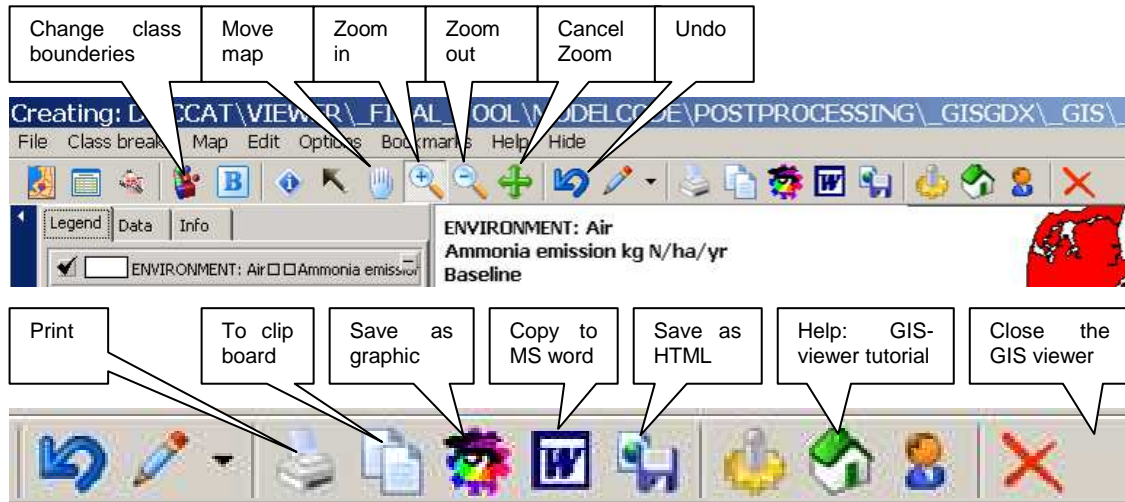 Change class
bounderies
Move
map
Zoom
in
Zoom
out
Cancel
Zoom
Undo
Creating: D CCAT\VIEWER\_FINAL_ OOL\MODELCODE\POSTPROCESSING\_GISGDX\_GIS\_
File Class break Map Edit Options Bookmarks Help Hide
B
Legend Data Info
ENVIRONMENT: Air□□Ammonia emission
ENVIRONMENT: Air
Ammonia emission kg N/ha/yr
Baseline
Print
To clip
board
Save as
graphic
Copy to
MS word
Save as
HTML
Help: GIS-
viewer tutorial
Close the
GIS viewer
W